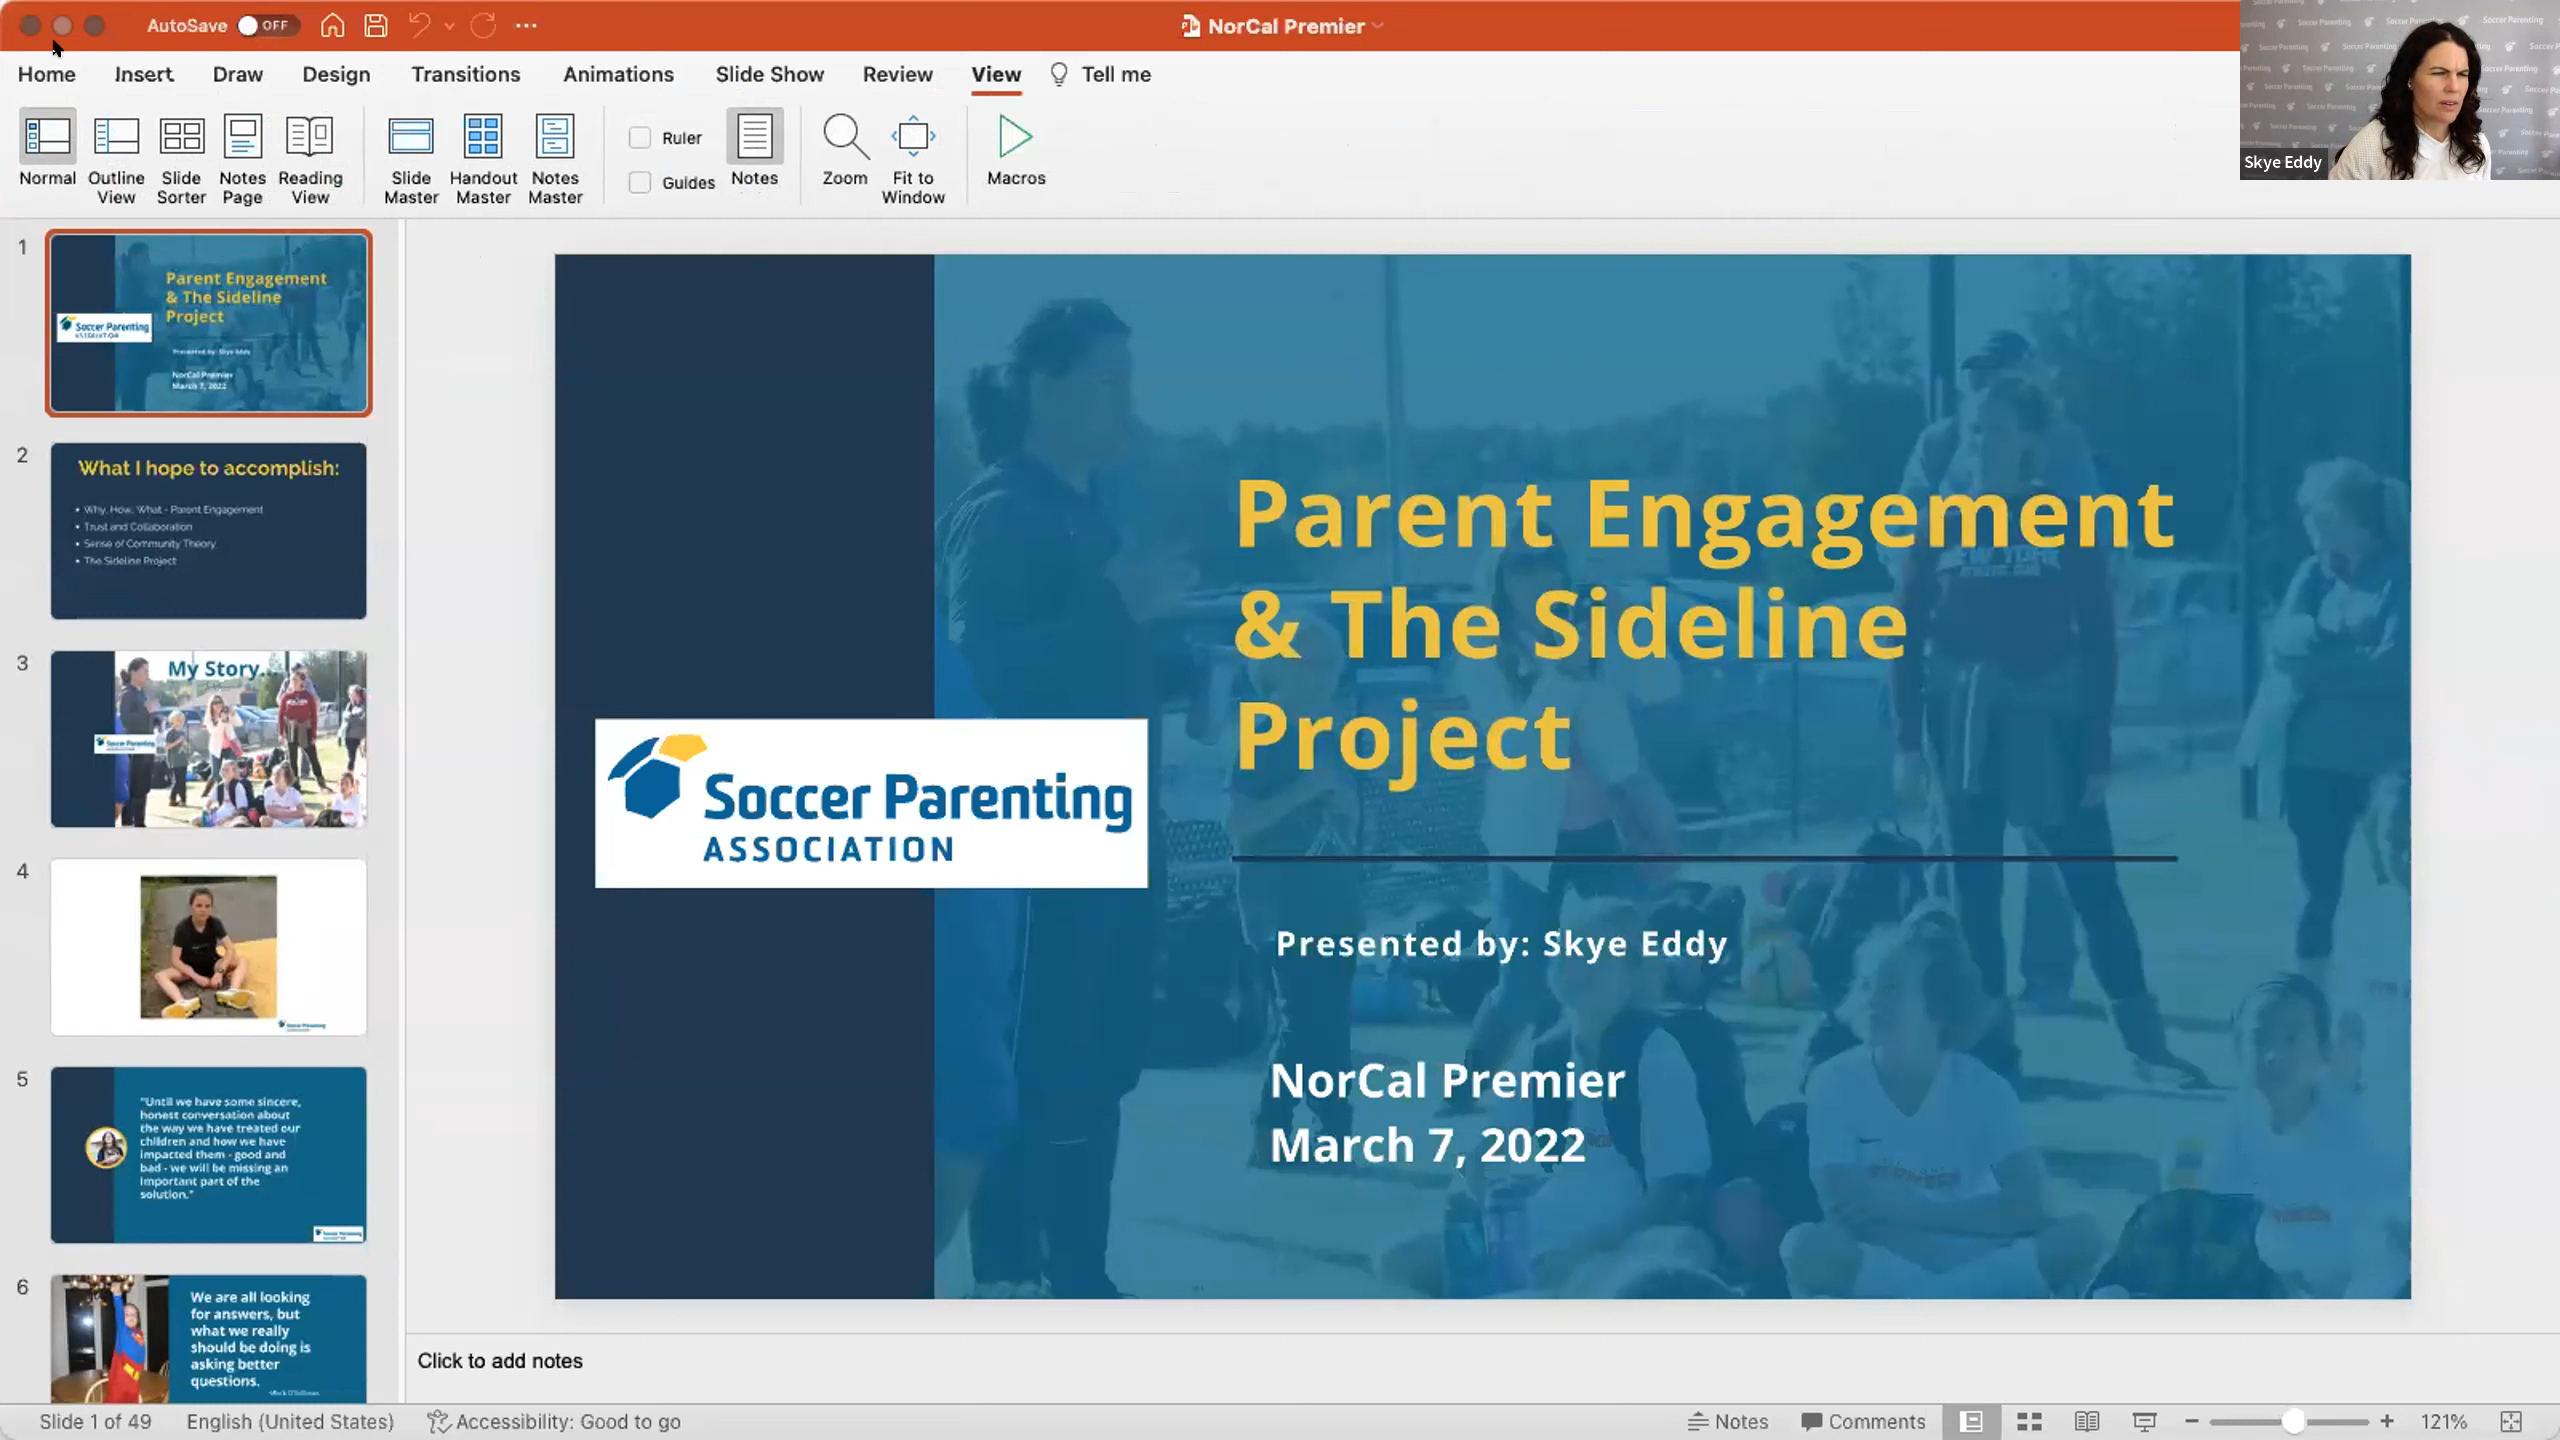 AutoSave OFF
NorCal Premier
Home Insert Draw Design Transitions Animations Slide Show Review View Tell me
Normal
Outline View
Slide Sorter
Notes Page
Reading View
Slide Master
Handout Master
Notes Master
Ruler
Guides
Notes
Zoom
Fit to Window
Macros
Skye Eddy
1
Parent Engagement
& The Sideline
Project
Soccer Parenting
ASSOCIATION
Presented by: Skye Eddy
NorCal Premier
March 7, 2022
2
What I hope to accomplish:
• Why, How, What - Parent Engagement
• Trust and Collaboration
• Sense of Community Theory
• The Sideline Project
3
My Story...
Soccer Parenting
4
Soccer Parenting
5
"Until we have some sincere,
honest conversation about
the way we have treated our
children and how we have
impacted them - good and
bad - we will be missing an
important part of the
solution."
Soccer Parenting
6
We are all looking
for answers, but
what we really
should be doing is
asking better
questions.
Parent Engagement
& The Sideline
Project
Soccer Parenting
ASSOCIATION
Presented by: Skye Eddy
NorCal Premier
March 7, 2022
Click to add notes
Slide 1 of 49 English (United States) Accessibility: Good to go Notes Comments 121%